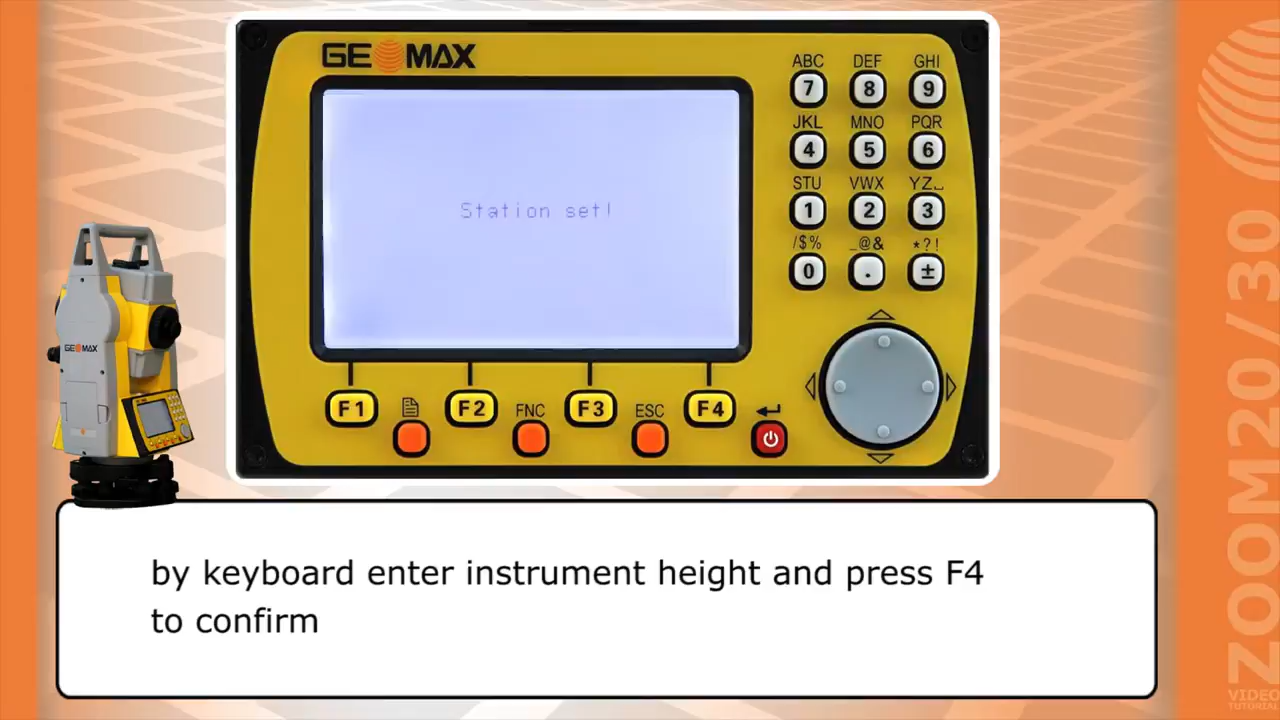 GEOMAX
ABC DEF GHI
7 8 9
JKL MNO PQR
4 5 6
STU VWX YZ
1 2 3
/$% _@& *?!
0 . ±
Station set!
F1 F2 FNC F3 ESC F4
GEOMAX
by keyboard enter instrument height and press F4
to confirm
ZOOM20/30
VIDEO
TUTORIAL